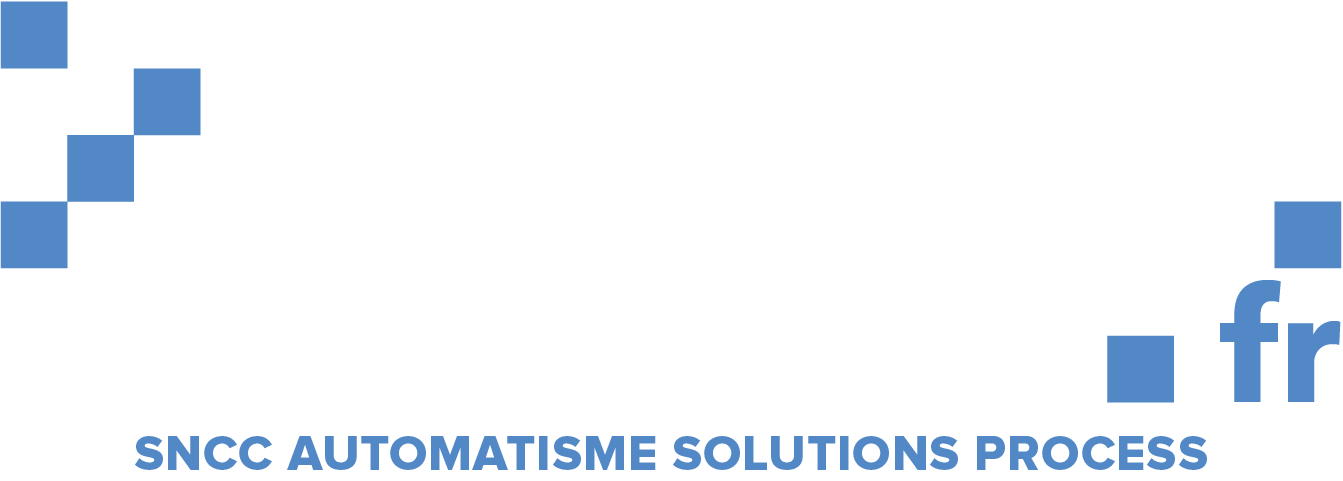 .fr
SNCC AUTOMATISME SOLUTIONS PROCESS